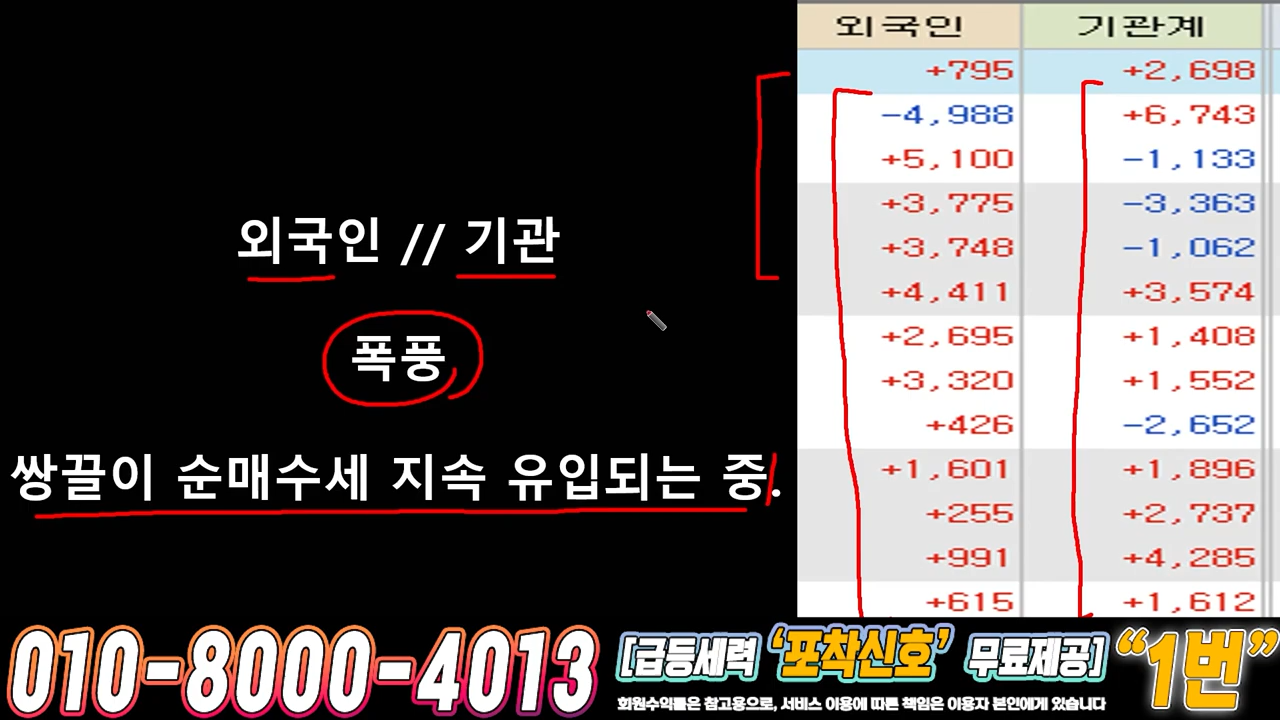 외국인 // 기관
폭풍
쌍끌이 순매수세 지속 유입되는 중.
외국인 기관계
+795 +2,698
-4,988 +6,743
+5,100 -1,133
+3,775 -3,363
+3,748 -1,062
+4,411 +3,574
+2,695 +1,408
+3,320 +1,552
+426 -2,652
+1,601 +1,896
+255 +2,737
+991 +4,285
+615 +1,612
010-8000-4013
[급등세력 '포착신호' 무료제공] "1번"
회원수익률은 참고용으로, 서비스 이용에 따른 책임은 이용자 본인에게 있습니다